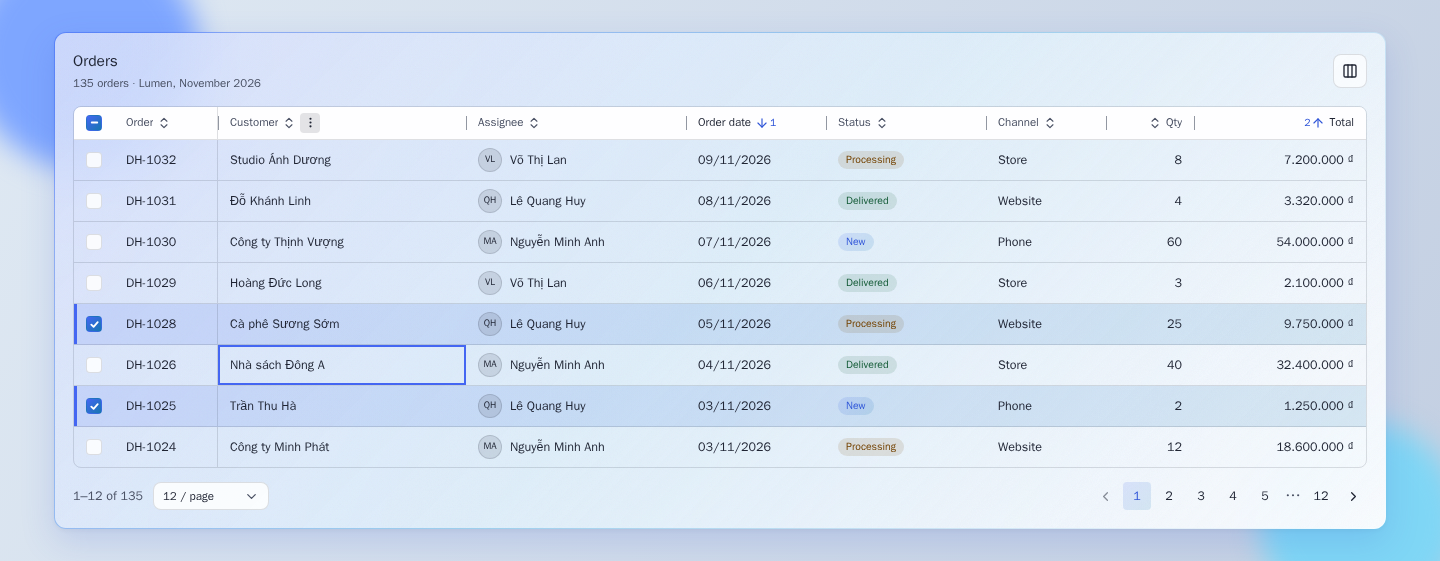 Orders
135 orders · Lumen, November 2026
Order Customer Assignee Order date 1 Status Channel Qty 2 Total
DH-1032 Studio Ánh Dương VL Võ Thị Lan 09/11/2026 Processing Store 8 7.200.000 ₫
DH-1031 Đỗ Khánh Linh QH Lê Quang Huy 08/11/2026 Delivered Website 4 3.320.000 ₫
DH-1030 Công ty Thịnh Vượng MA Nguyễn Minh Anh 07/11/2026 New Phone 60 54.000.000 ₫
DH-1029 Hoàng Đức Long VL Võ Thị Lan 06/11/2026 Delivered Store 3 2.100.000 ₫
DH-1028 Cà phê Sương Sớm QH Lê Quang Huy 05/11/2026 Processing Website 25 9.750.000 ₫
DH-1026 Nhà sách Đông A MA Nguyễn Minh Anh 04/11/2026 Delivered Store 40 32.400.000 ₫
DH-1025 Trần Thu Hà QH Lê Quang Huy 03/11/2026 New Phone 2 1.250.000 ₫
DH-1024 Công ty Minh Phát MA Nguyễn Minh Anh 03/11/2026 Processing Website 12 18.600.000 ₫
1–12 of 135 12 / page 1 2 3 4 5 ··· 12